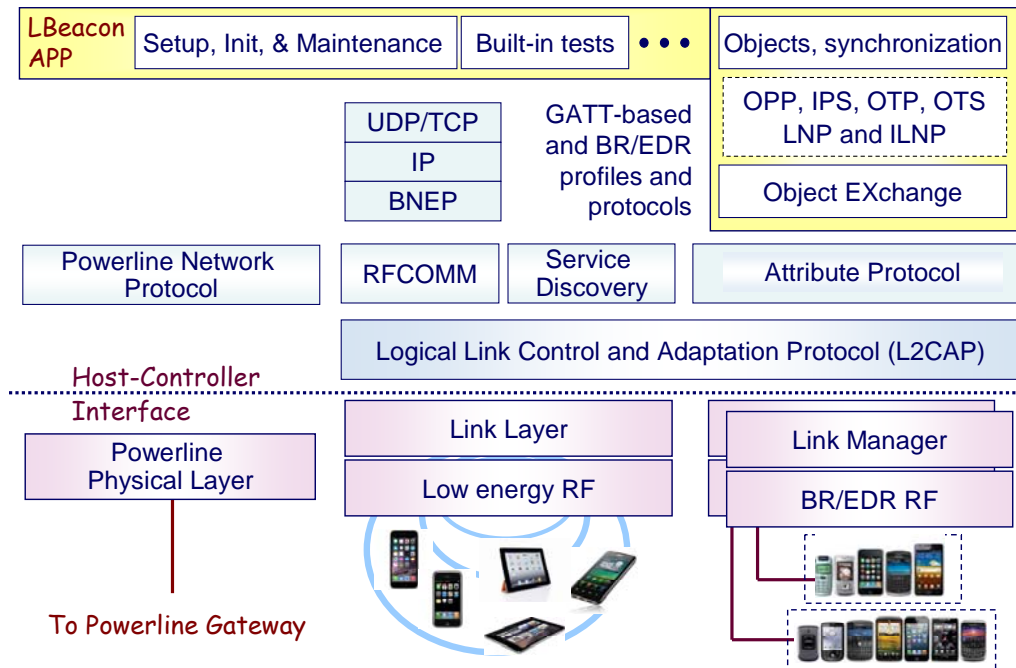 LBeacon
APP
Setup, Init, & Maintenance
Built-in tests
• • •
Objects, synchronization
OPP, IPS, OTP, OTS
LNP and ILNP
Object EXchange
UDP/TCP
IP
BNEP
GATT-based
and BR/EDR
profiles and
protocols
Powerline Network
Protocol
RFCOMM
Service
Discovery
Attribute Protocol
Logical Link Control and Adaptation Protocol (L2CAP)
Host-Controller
Interface
Powerline
Physical Layer
Link Layer
Low energy RF
Link Manager
BR/EDR RF
To Powerline Gateway